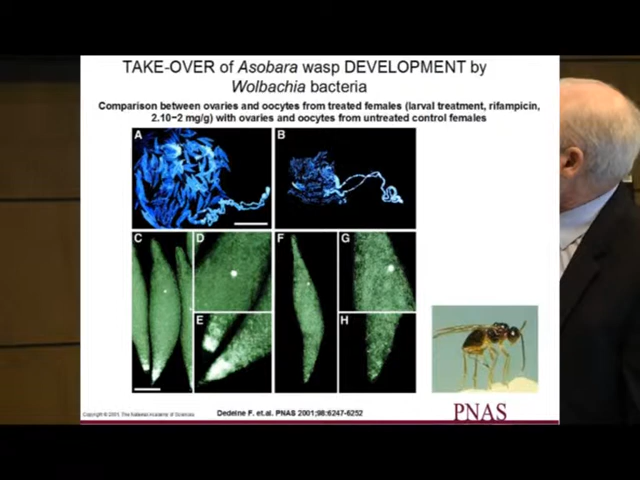 TAKE-OVER of Asobara wasp DEVELOPMENT by
Wolbachia bacteria
Comparison between ovaries and oocytes from treated females (larval treatment, rifampicin,
2.10−2 mg/g) with ovaries and oocytes from untreated control females
A B
C D F G
E H
Copyright © 2001, The National Academy of Sciences
Dedeine F. et.al. PNAS 2001;98:6247-6252
PNAS